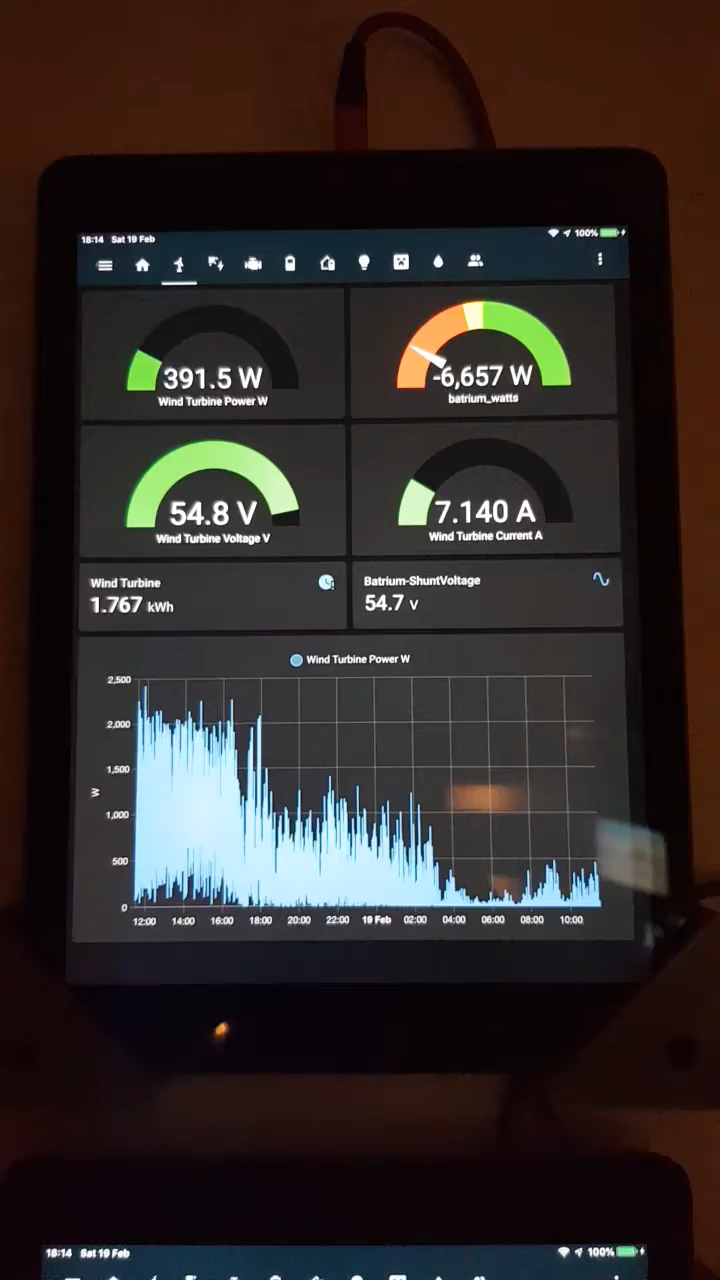 18:14 Sat 19 Feb 100%
391.5 W
Wind Turbine Power W
-6,657 W
batrium_watts
54.8 V
Wind Turbine Voltage V
7.140 A
Wind Turbine Current A
Wind Turbine
1.767 kWh
Batrium-ShuntVoltage
54.7 V
Wind Turbine Power W
2,500
2,000
1,500
1,000
500
0
W
12:00 14:00 16:00 18:00 20:00 22:00 19 Feb 02:00 04:00 06:00 08:00 10:00
18:14 Sat 19 Feb 100%